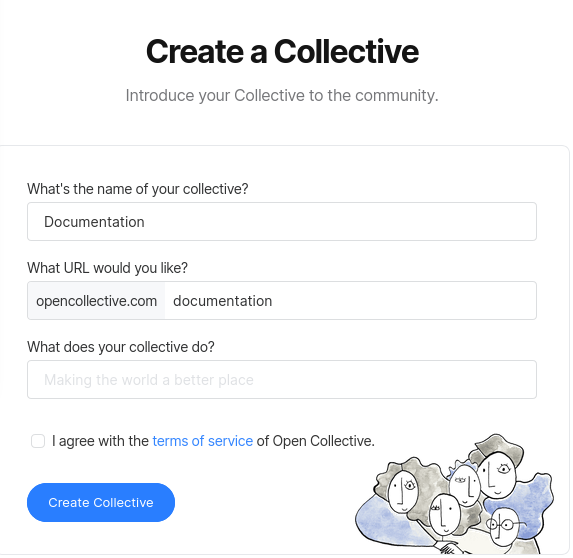 Create a Collective
Introduce your Collective to the community.
What's the name of your collective?
Documentation
What URL would you like?
opencollective.com documentation
What does your collective do?
Making the world a better place
I agree with the terms of service of Open Collective.
Create Collective